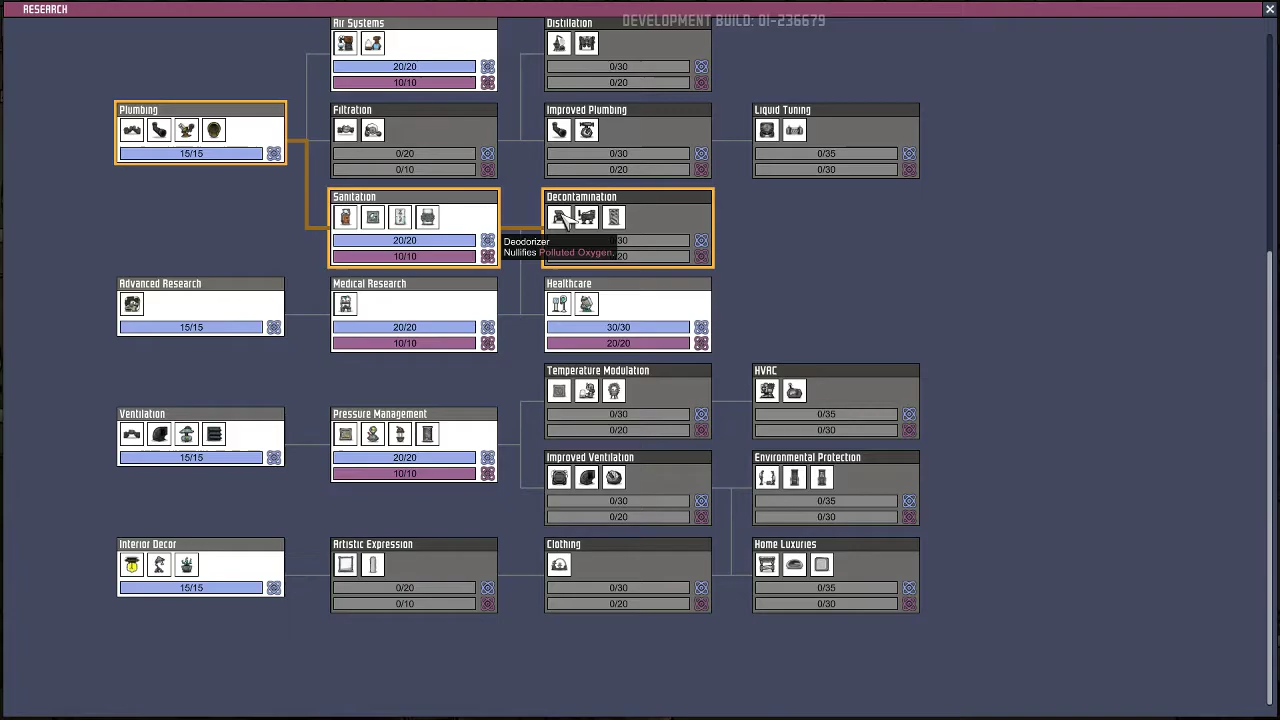 RESEARCH
DEVELOPMENT BUILD: 01-236679
Air Systems
20/20
10/10
Distillation
0/30
0/20
Plumbing
15/15
Filtration
0/20
0/10
Improved Plumbing
0/30
0/20
Liquid Tuning
0/35
0/30
Sanitation
20/20
10/10
Decontamination
Deodorizer
Nullifies Polluted Oxygen.
Advanced Research
15/15
Medical Research
20/20
10/10
Healthcare
30/30
20/20
Temperature Modulation
0/30
0/20
HVAC
0/35
0/30
Ventilation
15/15
Pressure Management
20/20
10/10
Improved Ventilation
0/30
0/20
Environmental Protection
0/35
0/30
Interior Decor
15/15
Artistic Expression
0/20
0/10
Clothing
0/30
0/20
Home Luxuries
0/35
0/30